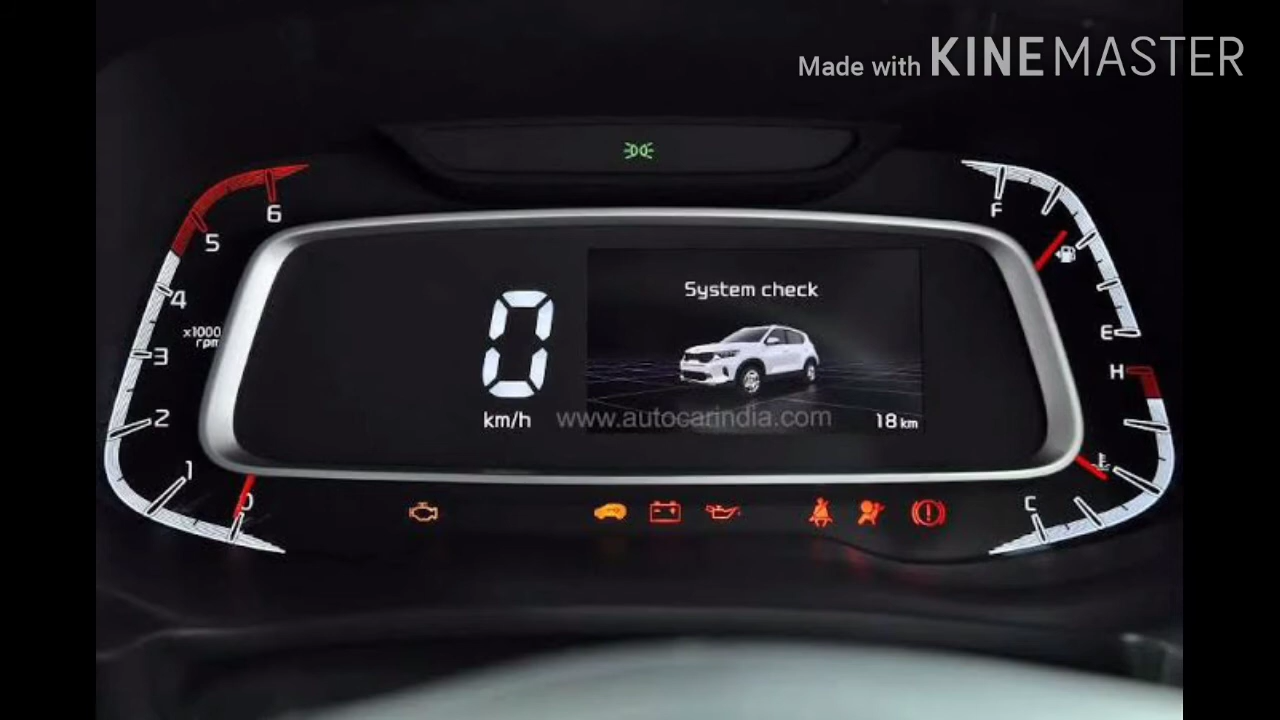 Made with KINEMASTER
6
5
4
x1000
rpm
3
2
1
0
0
km/h
System check
18 km
www.autocarindia.com
F
E
H
C